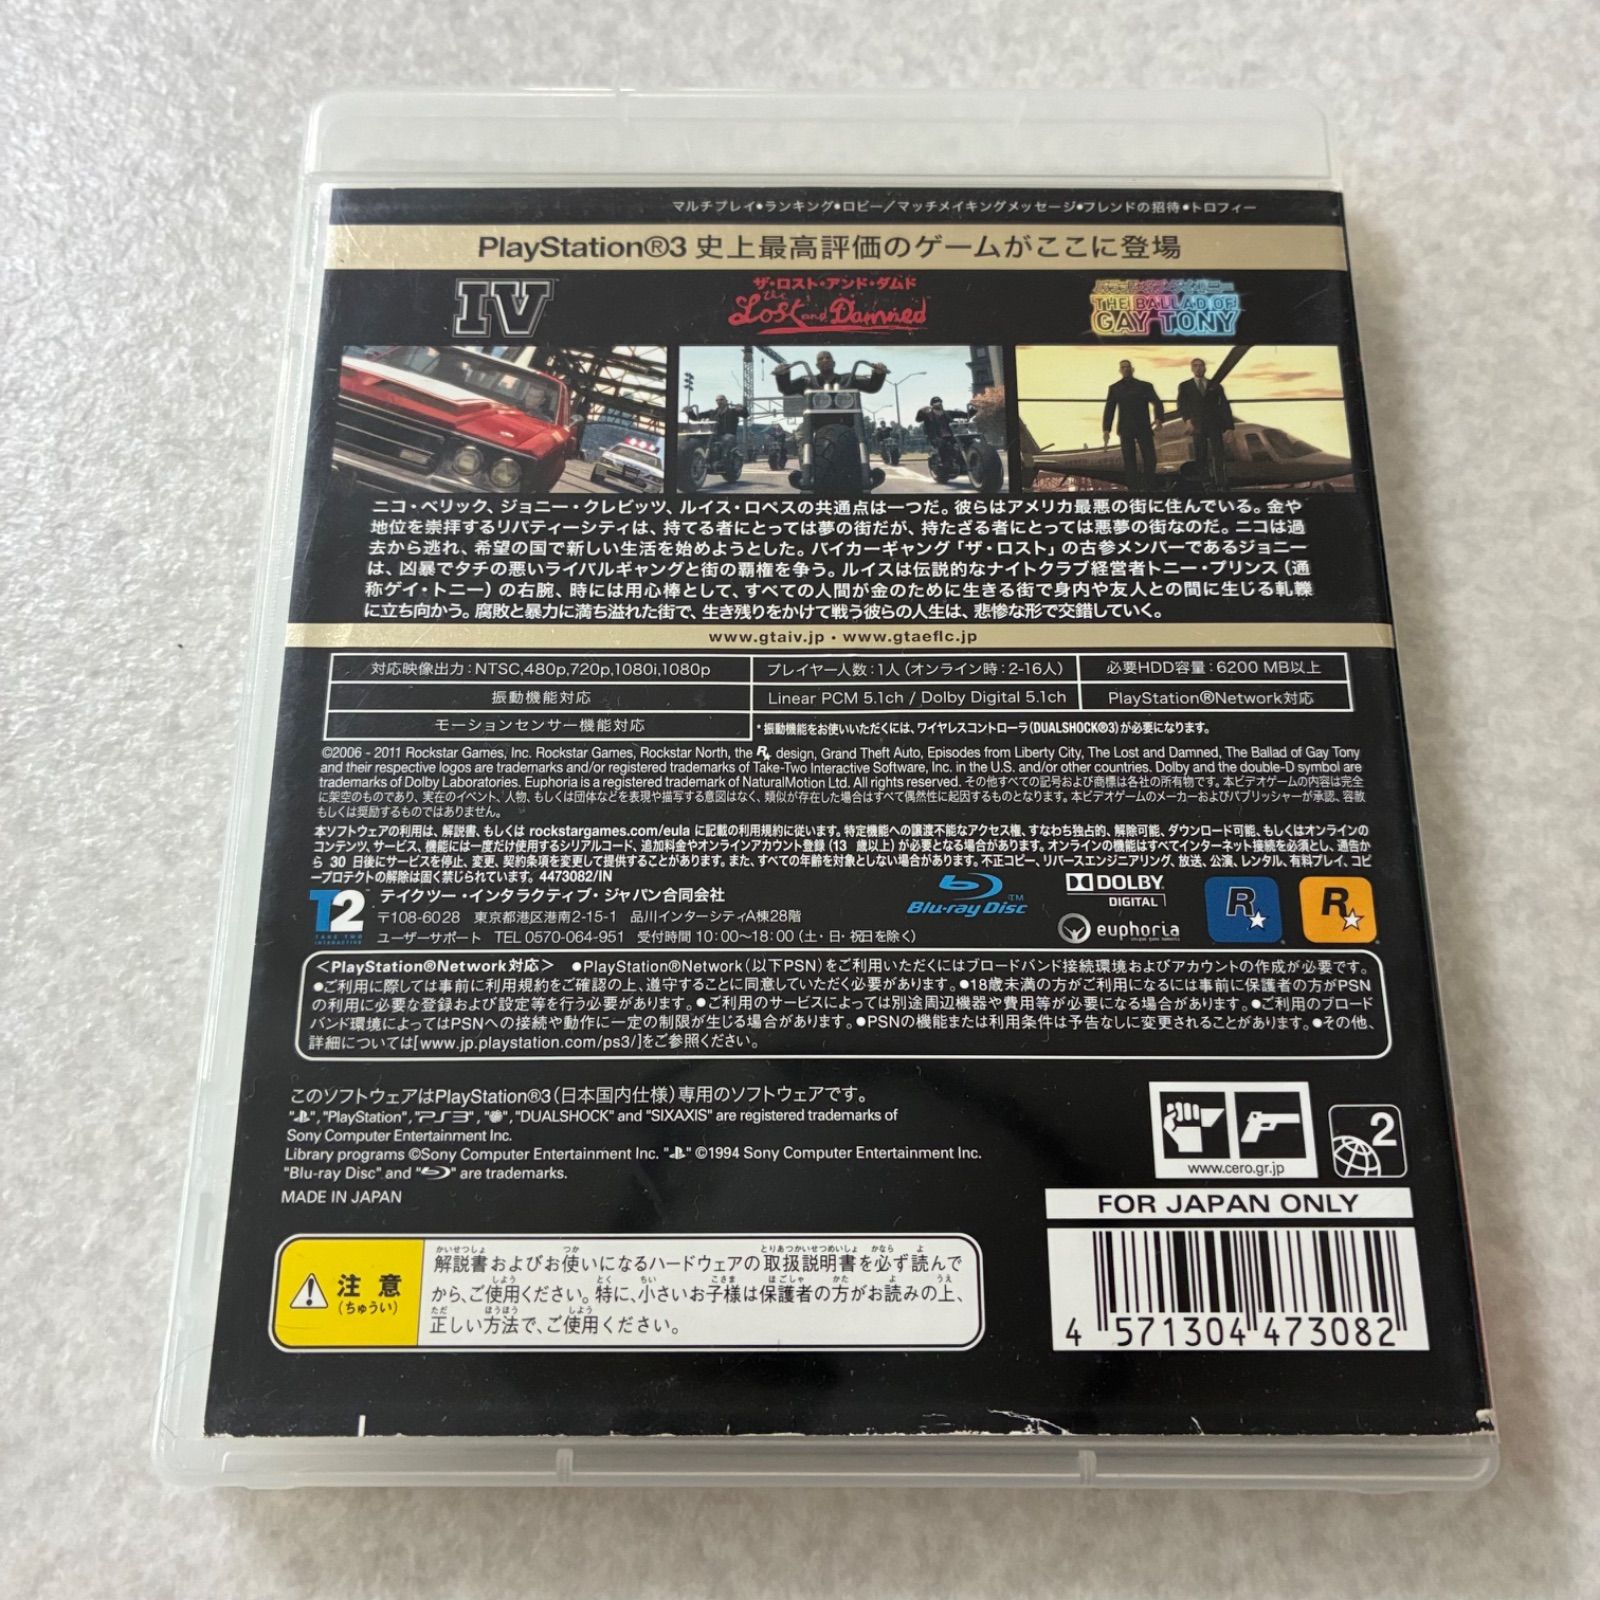 マルチプレイ•ランキング•ロビー／マッチメイキングメッセージ•フレンドの招待•トロフィー
PlayStation®3 史上最高評価のゲームがここに登場
IV
ザ・ロスト・アンド・ダムド
the Lost and Damned
THE BALLAD OF
GAY TONY
ニコ・ベリック、ジョニー・クレビッツ、ルイス・ロペスの共通点は一つだ。彼らはアメリカ最悪の街に住んでいる。金や
地位を崇拝するリバティーシティは、持てる者にとっては夢の街だが、持たざる者にとっては悪夢の街なのだ。ニコは過
去から逃れ、希望の国で新しい生活を始めようとした。バイカーギャング「ザ・ロスト」の古参メンバーであるジョニー
は、凶暴でタチの悪いライバルギャングと街の覇権を争う。ルイスは伝説的なナイトクラブ経営者トニー・プリンス（通
称ゲイ・トニー）の右腕、時には用心棒として、すべての人間が金のために生きる街で身内や友人との間に生じる軋轢
に立ち向かう。腐敗と暴力に満ち溢れた街で、生き残りをかけて戦う彼らの人生は、悲惨な形で交錯していく。
www.gtaiv.jp • www.gtaeflc.jp
対応映像出力：NTSC,480p,720p,1080i,1080p
プレイヤー人数：1人（オンライン時：2-16人）
必要HDD容量：6200 MB以上
振動機能対応
Linear PCM 5.1ch / Dolby Digital 5.1ch
PlayStation®Network対応
モーションセンサー機能対応
• 振動機能をお使いいただくには、ワイヤレスコントローラ（DUALSHOCK®3）が必要になります。
©2006 - 2011 Rockstar Games, Inc. Rockstar Games, Rockstar North, the R★ design, Grand Theft Auto, Episodes from Liberty City, The Lost and Damned, The Ballad of Gay Tony
and their respective logos are trademarks and/or registered trademarks of Take-Two Interactive Software, Inc. in the U.S. and/or other countries. Dolby and the double-D symbol are
trademarks of Dolby Laboratories. Euphoria is a registered trademark of NaturalMotion Ltd. All rights reserved. その他すべての記号および商標は各社の所有物です。本ビデオゲームの内容は完全
に架空のものであり、実在のイベント、人物、もしくは団体などを表現や描写する意図はなく、類似が存在した場合はすべて偶然性に起因するものとなります。本ビデオゲームのメーカーおよびパブリッシャーが承認、容赦
もしくは奨励するものではありません。
本ソフトウェアの利用は、解説書、もしくは rockstargames.com/eula に記載の利用規約に従います。特定機能への譲渡不能なアクセス権、すなわち独占的、解除可能、ダウンロード可能、もしくはオンラインの
コンテンツ、サービス、機能には一度だけ使用するシリアルコード、追加料金やオンラインアカウント登録（13 歳以上）が必要となる場合があります。オンラインの機能はすべてインターネット接続を必須とし、通告か
ら 30 日後にサービスを停止、変更、契約条項を変更して提供することがあります。また、すべての年齢を対象としない場合があります。不正コピー、リバースエンジニアリング、放送、公演、レンタル、有料プレイ、コピ
ープロテクトの解除は固く禁じられています。 4473082/IN
T2
TAKE TWO
INTERACTIVE
テイクツー・インタラクティブ・ジャパン合同会社
〒108-6028　東京都港区港南2-15-1　品川インターシティA棟28階
ユーザーサポート　TEL 0570-064-951　受付時間 10：00～18：00（土・日・祝日を除く）
Blu-ray Disc™
DOLBY
DIGITAL
euphoria
R★
R★
＜PlayStation®Network対応＞　●PlayStation®Network（以下PSN）をご利用いただくにはブロードバンド接続環境およびアカウントの作成が必要です。
●ご利用に際しては事前に利用規約をご確認の上、遵守することに同意していただく必要があります。●18歳未満の方がご利用になるには事前に保護者の方がPSN
の利用に必要な登録および設定等を行う必要があります。●ご利用のサービスによっては別途周辺機器や費用等が必要になる場合があります。●ご利用のブロード
バンド環境によってはPSNへの接続や動作に一定の制限が生じる場合があります。●PSNの機能または利用条件は予告なしに変更されることがあります。●その他、
詳細については[www.jp.playstation.com/ps3/]をご参照ください。
このソフトウェアはPlayStation®3（日本国内仕様）専用のソフトウェアです。
" ", "PlayStation", "PS3", " ", "DUALSHOCK" and "SIXAXIS" are registered trademarks of
Sony Computer Entertainment Inc.
Library programs ©Sony Computer Entertainment Inc. " " ©1994 Sony Computer Entertainment Inc.
"Blu-ray Disc" and " " are trademarks.
MADE IN JAPAN
www.cero.gr.jp
2
FOR JAPAN ONLY
注意
（ちゅうい）
かいせつしょ つか とりあつかいせつめいしょ かなら よ
解説書およびお使いになるハードウェアの取扱説明書を必ず読んで
しよう とく ちい こさま ほごしゃ かた よ うえ
から、ご使用ください。特に、小さいお子様は保護者の方がお読みの上、
ただ ほうほう しよう
正しい方法で、ご使用ください。
4 571304 473082